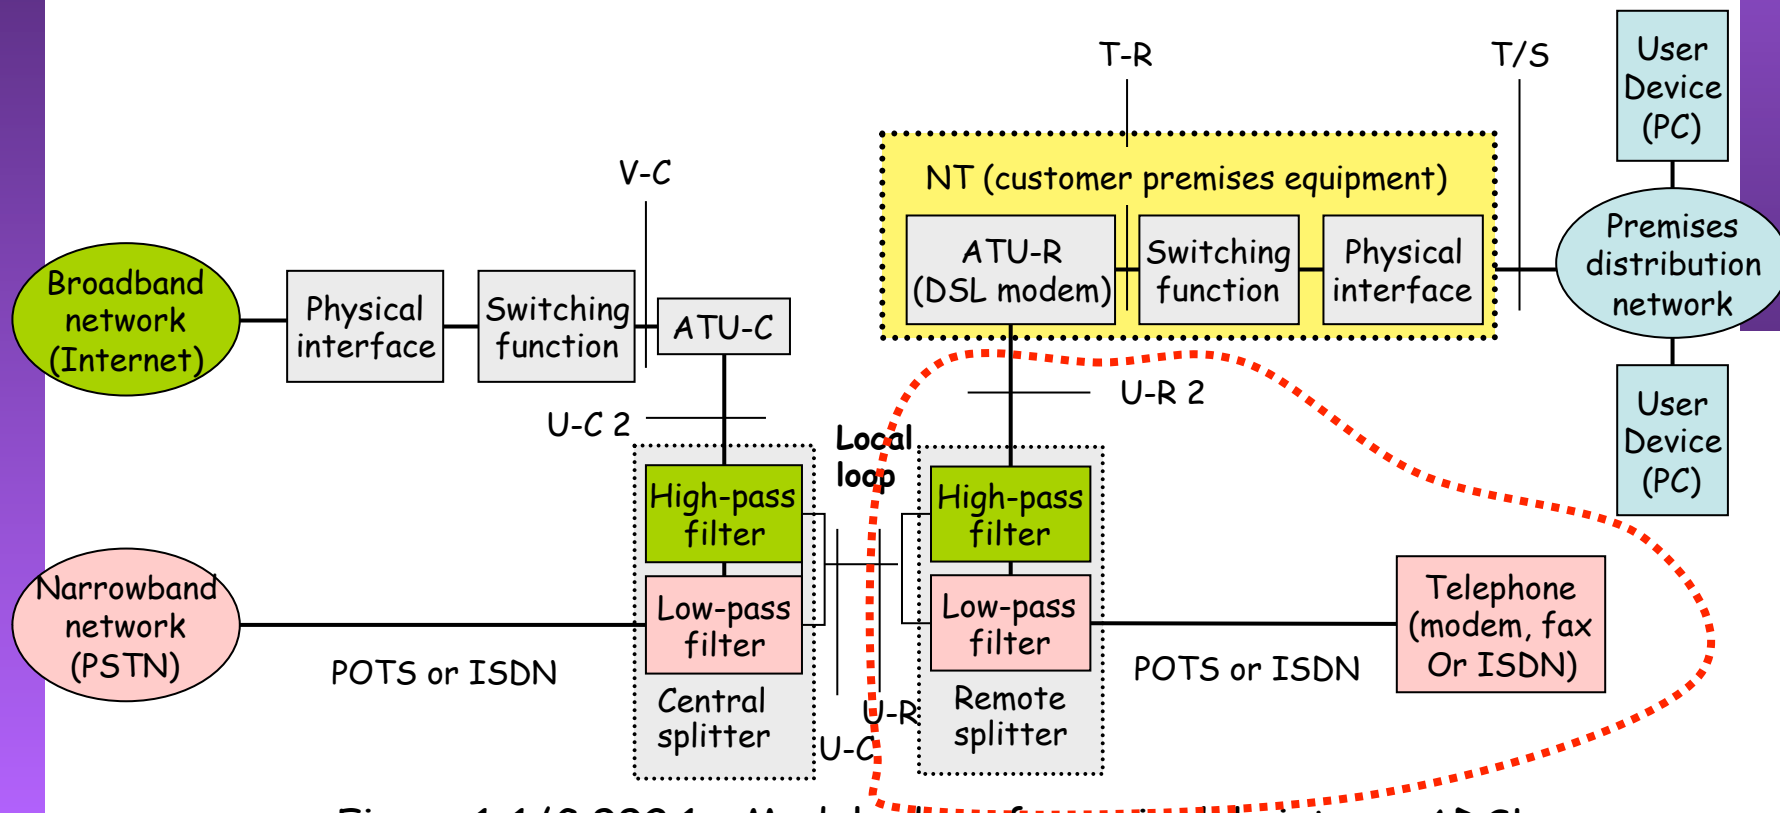 T-R
T/S
User
Device
(PC)
V-C
NT (customer premises equipment)
Broadband
network
(Internet)
Physical
interface
Switching
function
ATU-C
ATU-R
(DSL modem)
Switching
function
Physical
interface
Premises
distribution
network
U-C 2
U-R 2
User
Device
(PC)
Local
loop
High-pass
filter
High-pass
filter
Narrowband
network
(PSTN)
POTS or ISDN
Low-pass
filter
Low-pass
filter
POTS or ISDN
Telephone
(modem, fax
Or ISDN)
Central
splitter
U-R
U-C
Remote
splitter